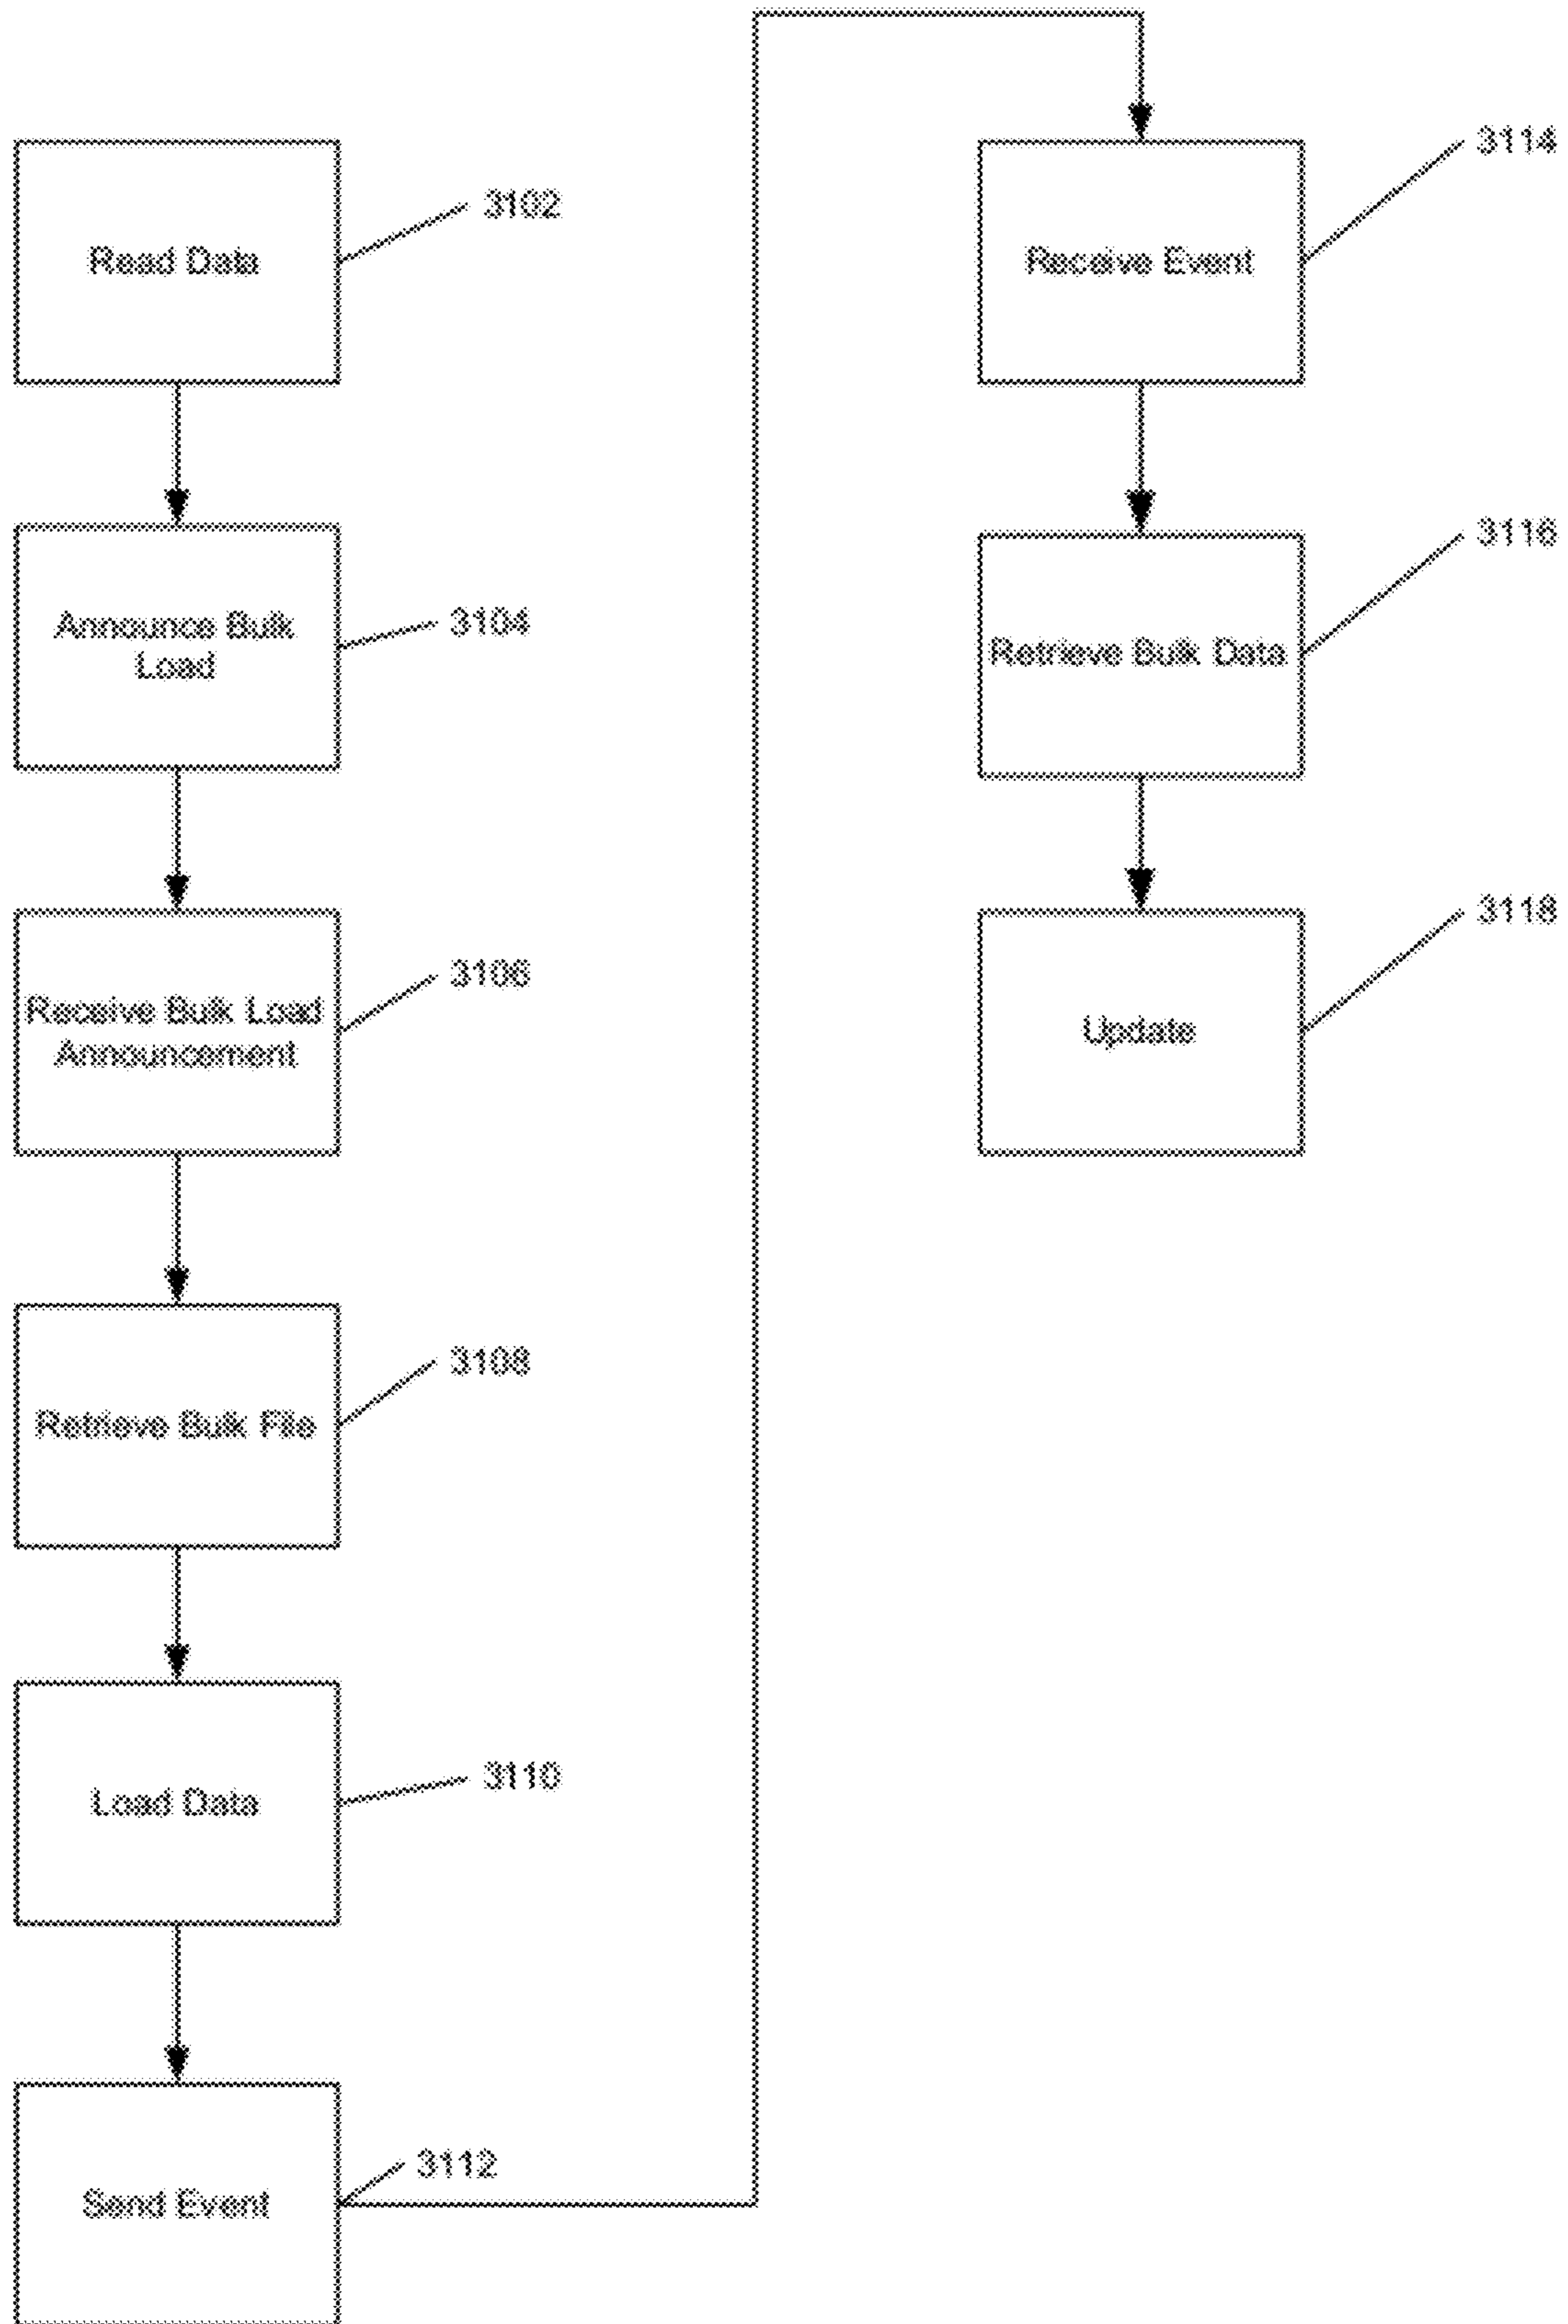 Read Data
3102
Announce Bulk
Load
3104
Receive Bulk Load
Announcement
3106
Retrieve Bulk File
3108
Load Data
3110
Send Event
3112
Receive Event
3114
Retrieve Bulk Data
3116
Update
3118